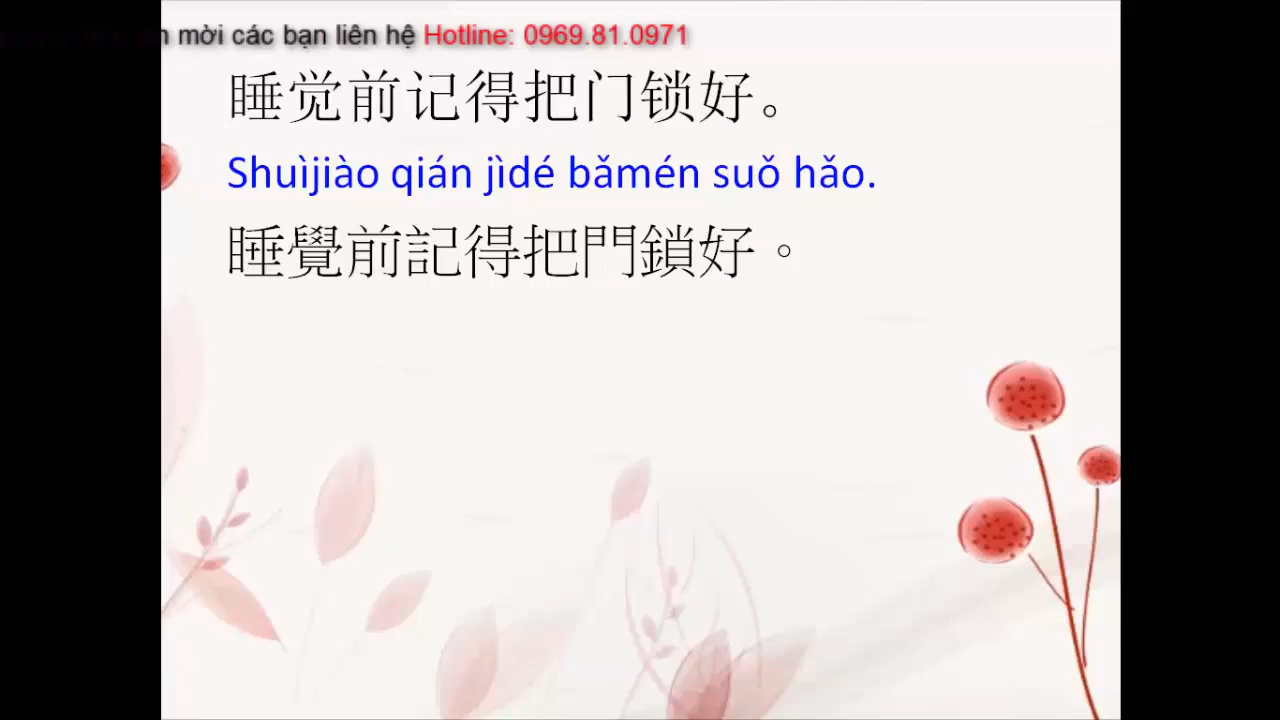 mời các bạn liên hệ Hotline: 0969.81.0971
睡觉前记得把门锁好。
Shuìjiào qián jìdé bǎmén suǒ hǎo.
睡覺前記得把門鎖好。